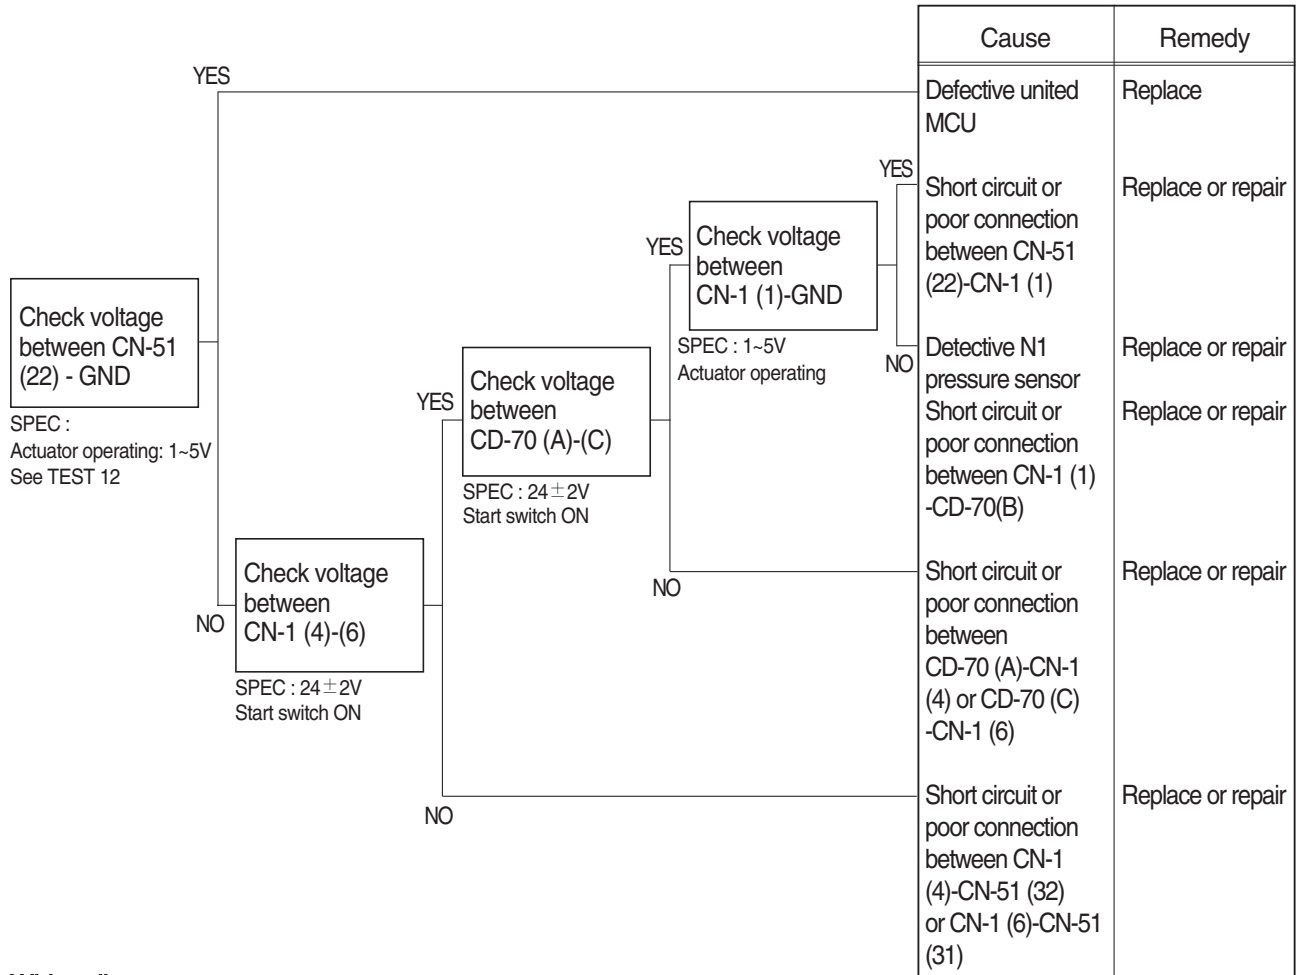 Cause
Remedy
YES
Defective united
MCU
Replace
YES
Short circuit or
poor connection
between CN-51
(22)-CN-1 (1)
Replace or repair
YES
Check voltage
between
CN-1 (1)-GND
SPEC : 1~5V
Actuator operating
NO
Detective N1
pressure sensor
Short circuit or
poor connection
between CN-1 (1)
-CD-70(B)
Replace or repair
Replace or repair
Check voltage
between CN-51
(22) - GND
SPEC :
Actuator operating: 1~5V
See TEST 12
YES
Check voltage
between
CD-70 (A)-(C)
SPEC : 24±2V
Start switch ON
NO
Short circuit or
poor connection
between
CD-70 (A)-CN-1
(4) or CD-70 (C)
-CN-1 (6)
Replace or repair
NO
Check voltage
between
CN-1 (4)-(6)
SPEC : 24±2V
Start switch ON
NO
Short circuit or
poor connection
between CN-1
(4)-CN-51 (32)
or CN-1 (6)-CN-51
(31)
Replace or repair